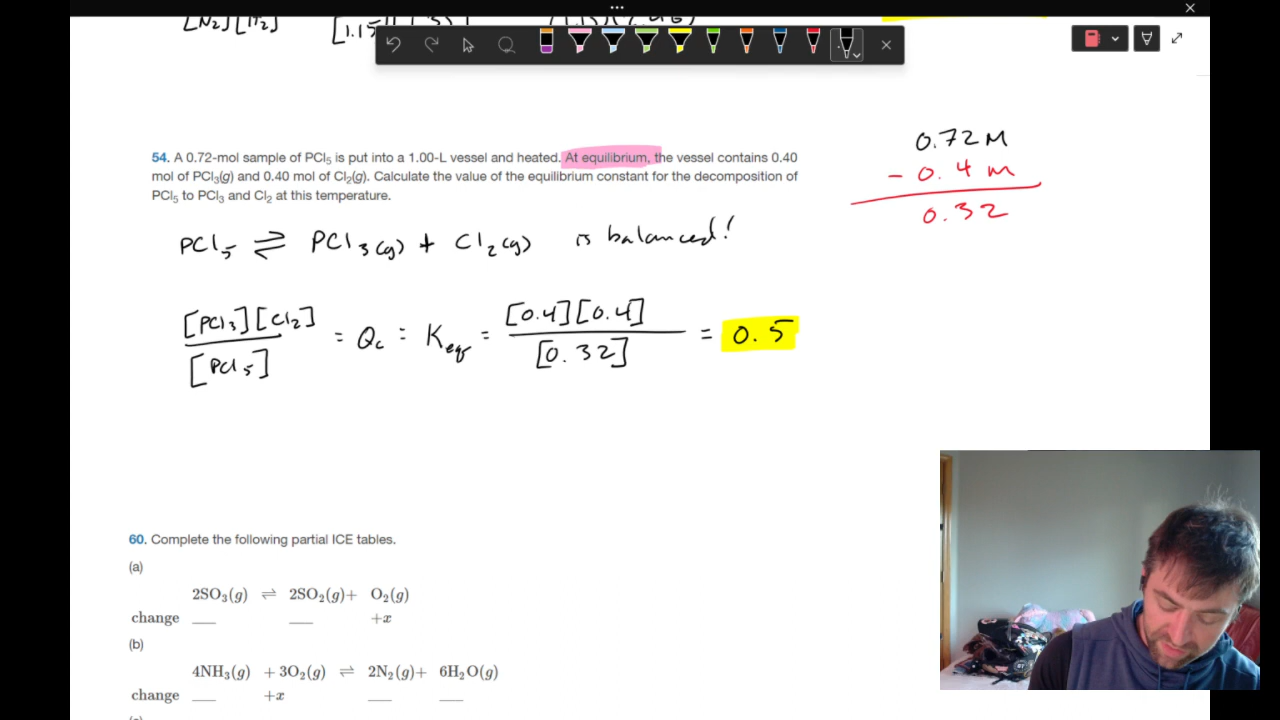 [N₂][H₂]
[1.15]
0.72 M
- 0.4 M
0.32
54. A 0.72-mol sample of PCl₅ is put into a 1.00-L vessel and heated. At equilibrium, the vessel contains 0.40
mol of PCl₃(g) and 0.40 mol of Cl₂(g). Calculate the value of the equilibrium constant for the decomposition of
PCl₅ to PCl₃ and Cl₂ at this temperature.
PCl₅ ⇌ PCl₃(g) + Cl₂(g) is balanced!
[PCl₃][Cl₂] / [PCl₅] = Qc = Keq = [0.4][0.4] / [0.32] = 0.5
60. Complete the following partial ICE tables.
(a)
2SO₃(g) ⇌ 2SO₂(g)+ O₂(g)
change ___ ___ +x
(b)
4NH₃(g) + 3O₂(g) ⇌ 2N₂(g)+ 6H₂O(g)
change ___ +x ___ ___